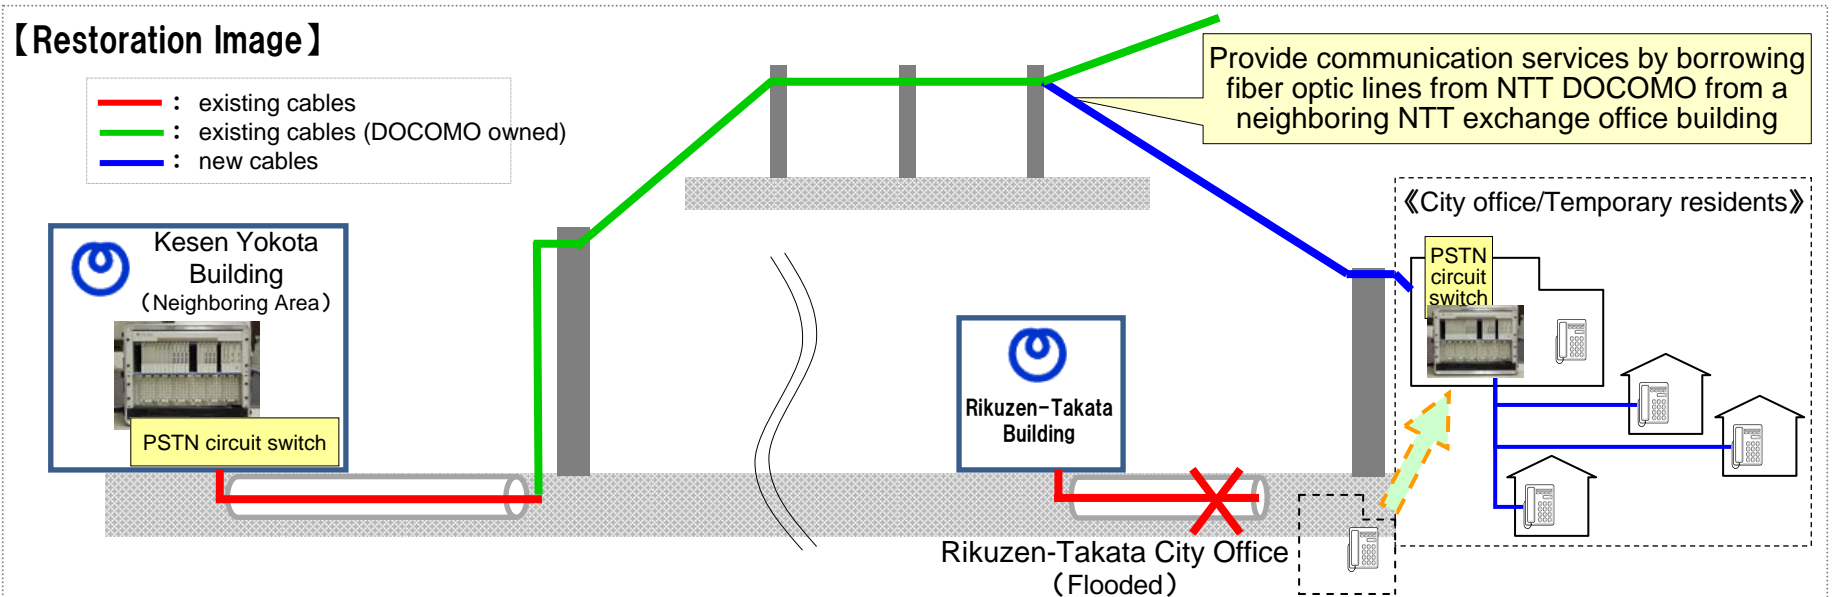 【Restoration Image】
: existing cables
: existing cables (DOCOMO owned)
: new cables
Provide communication services by borrowing
fiber optic lines from NTT DOCOMO from a
neighboring NTT exchange office building
《City office/Temporary residents》
PSTN
circuit
switch
Kesen Yokota
Building
(Neighboring Area)
PSTN circuit switch
Rikuzen-Takata
Building
Rikuzen-Takata City Office
(Flooded)